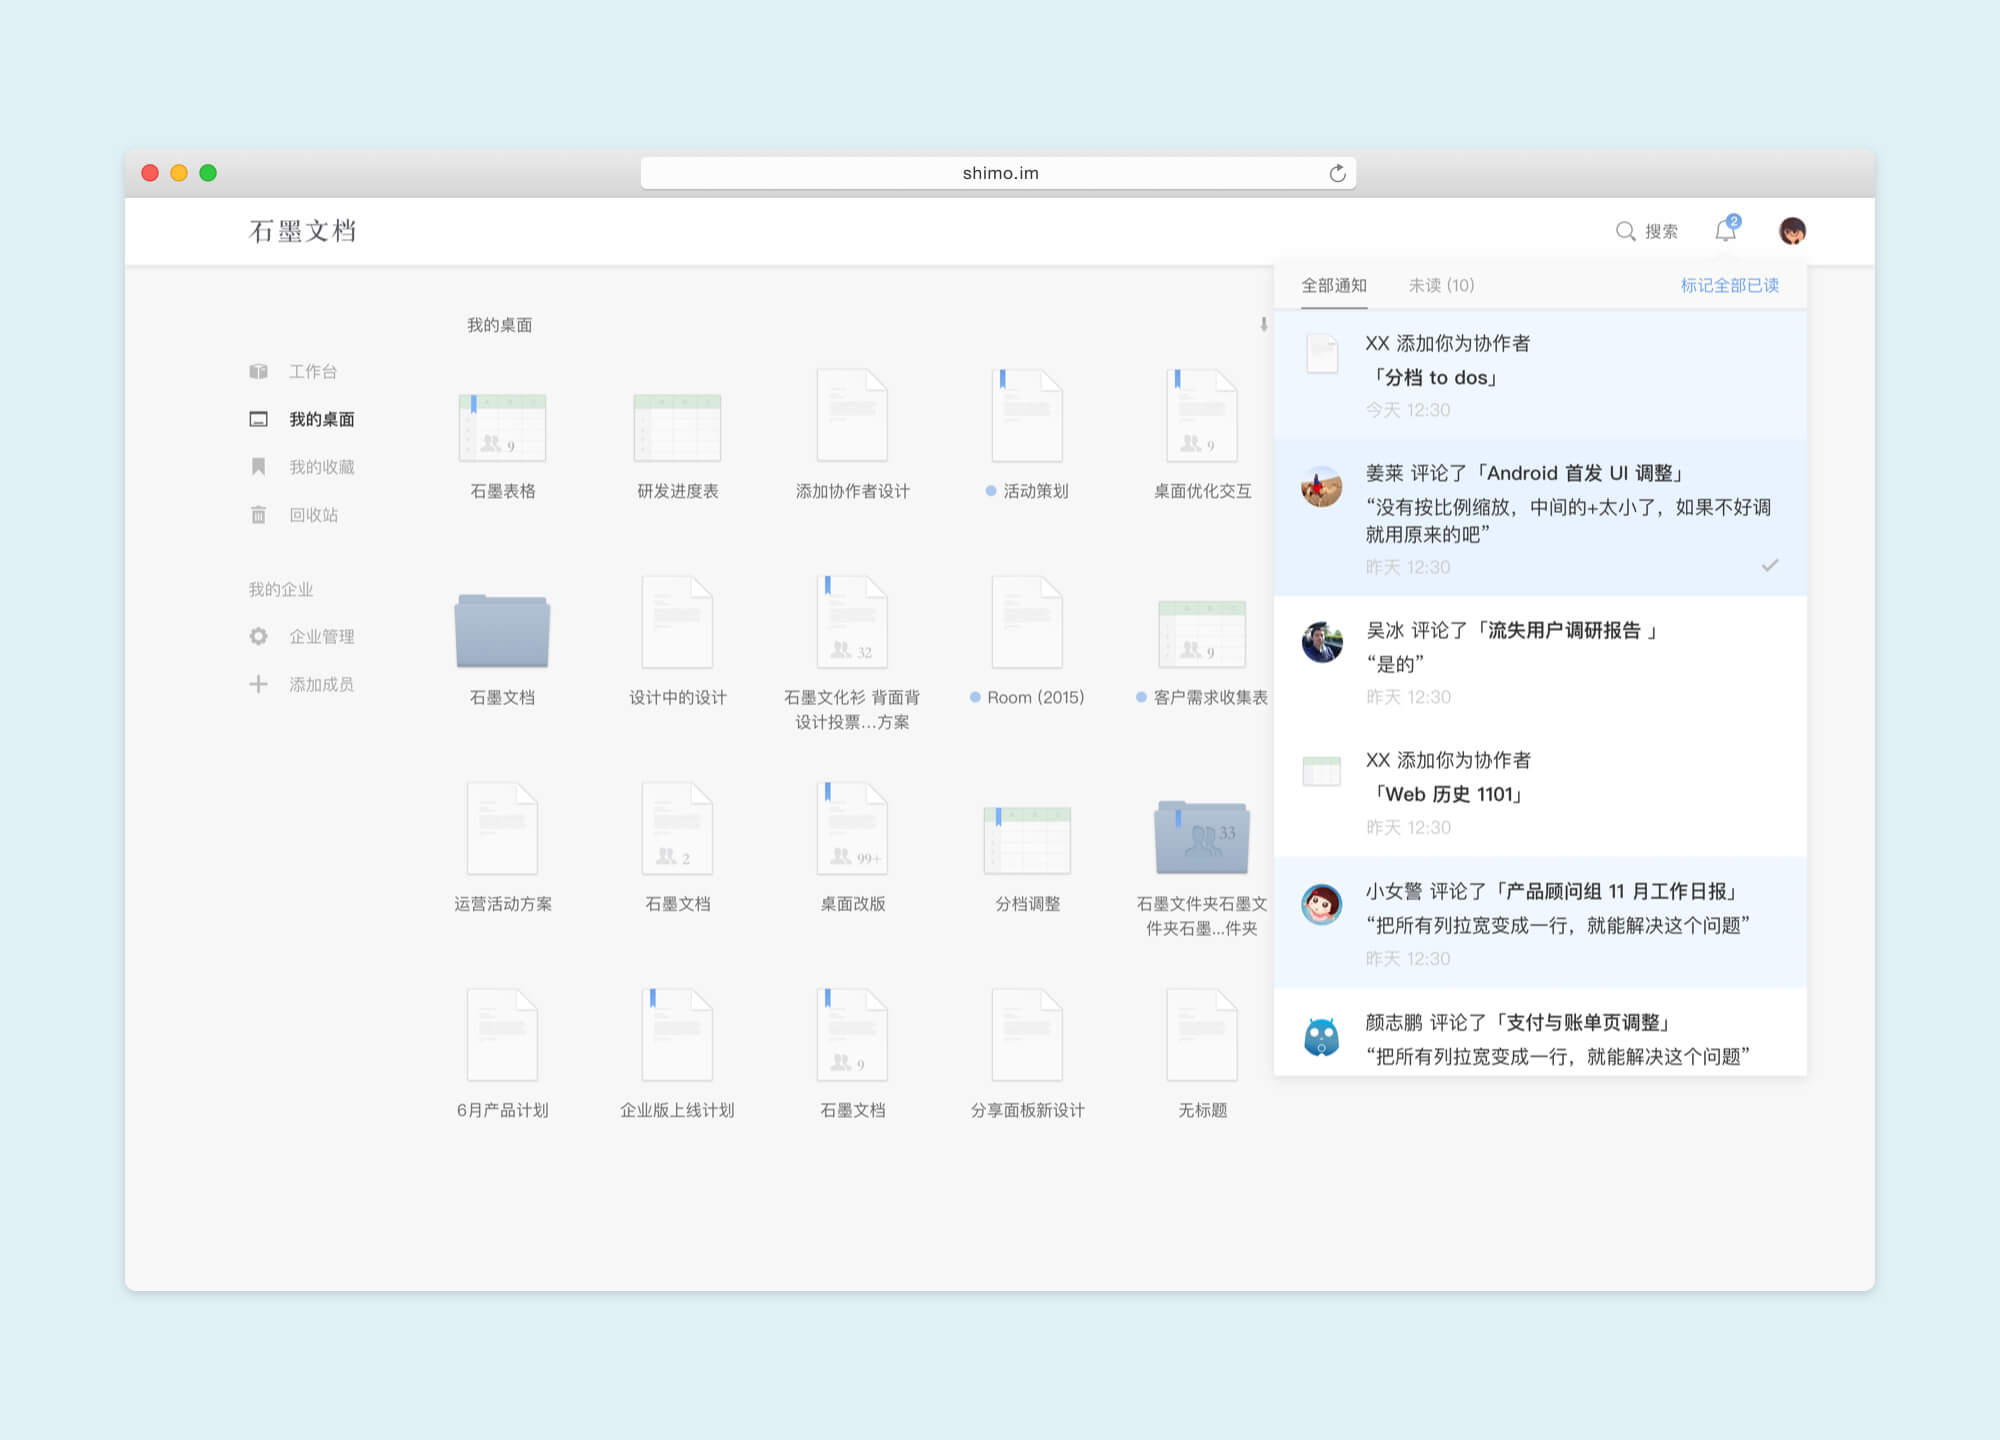 shimo.im
石墨文档
搜索
2
我的桌面
工作台
我的桌面
我的收藏
回收站
我的企业
企业管理
添加成员
9
9
石墨表格
研发进度表
添加协作者设计
活动策划
桌面优化交互
32
9
石墨文档
设计中的设计
石墨文化衫 背面背
设计投票...方案
Room (2015)
客户需求收集表
2
99+
33
运营活动方案
石墨文档
桌面改版
分档调整
石墨文件夹石墨文
件夹石墨...件夹
9
6月产品计划
企业版上线计划
石墨文档
分享面板新设计
无标题
全部通知
未读 (10)
标记全部已读
XX 添加你为协作者
「分档 to dos」
今天 12:30
姜莱 评论了「Android 首发 UI 调整」
“没有按比例缩放，中间的+太小了，如果不好调
就用原来的吧”
昨天 12:30
吴冰 评论了「流失用户调研报告 」
“是的”
昨天 12:30
XX 添加你为协作者
「Web 历史 1101」
昨天 12:30
小女警 评论了「产品顾问组 11 月工作日报」
“把所有列拉宽变成一行，就能解决这个问题”
昨天 12:30
颜志鹏 评论了「支付与账单页调整」
“把所有列拉宽变成一行，就能解决这个问题”